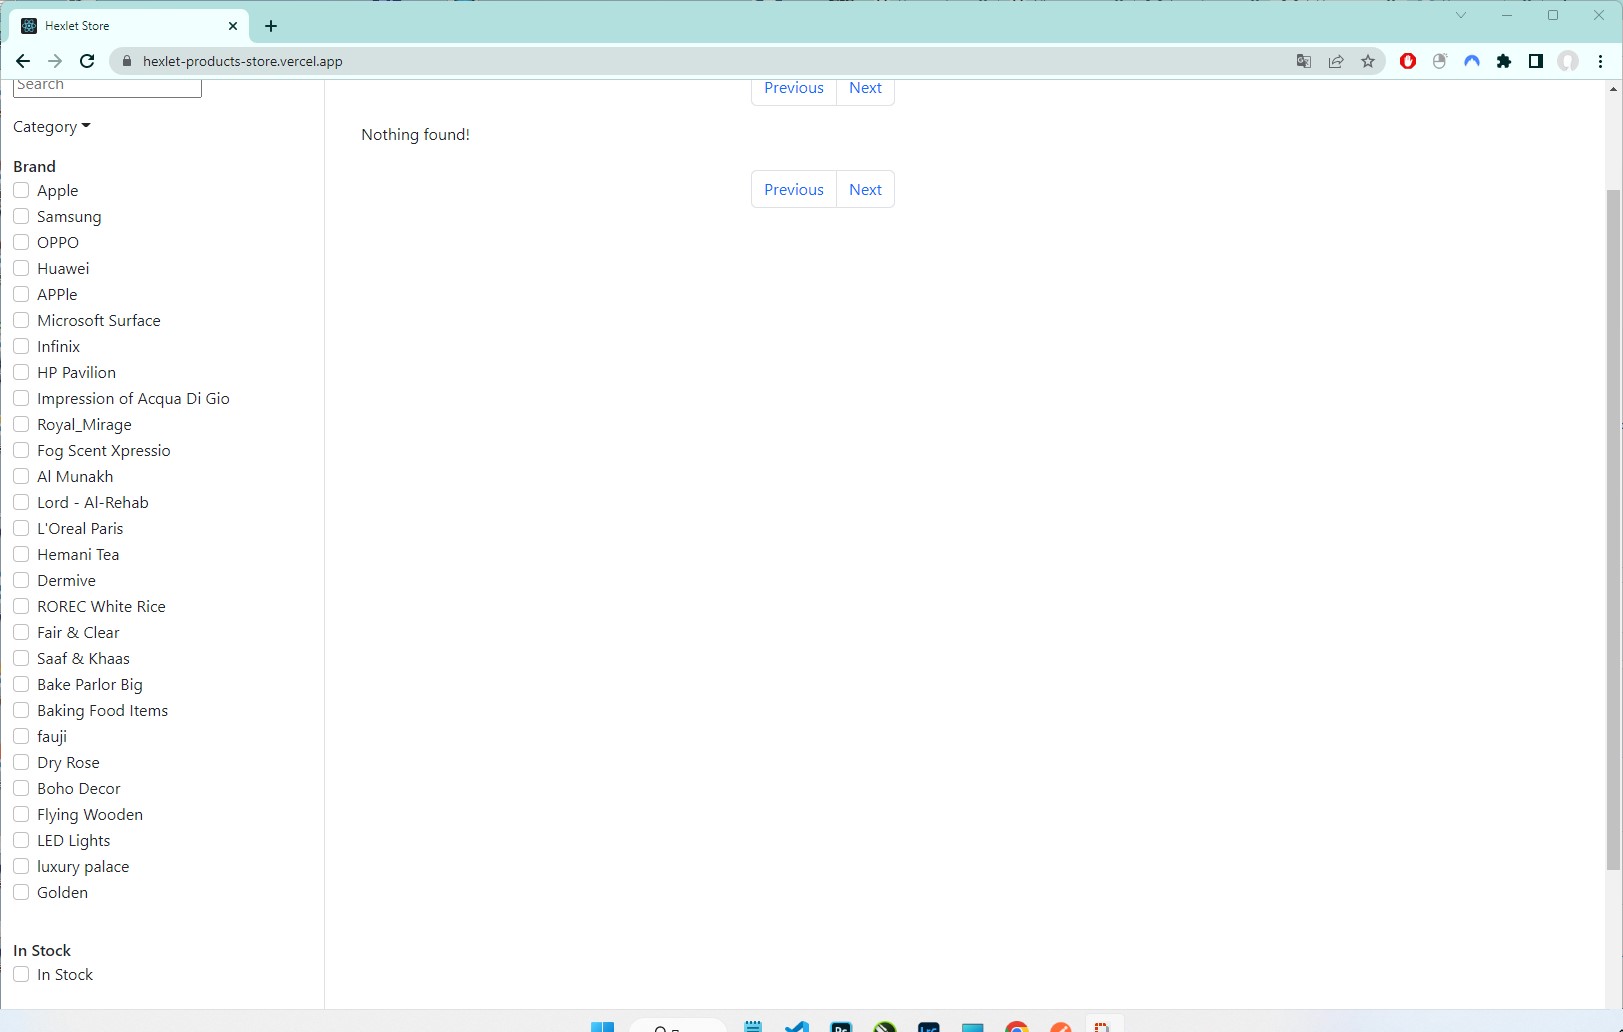 Hexlet Store
hexlet-products-store.vercel.app
Search
Category
Brand
Apple
Samsung
OPPO
Huawei
APPle
Microsoft Surface
Infinix
HP Pavilion
Impression of Acqua Di Gio
Royal_Mirage
Fog Scent Xpressio
Al Munakh
Lord - Al-Rehab
L'Oreal Paris
Hemani Tea
Dermive
ROREC White Rice
Fair & Clear
Saaf & Khaas
Bake Parlor Big
Baking Food Items
fauji
Dry Rose
Boho Decor
Flying Wooden
LED Lights
luxury palace
Golden
In Stock
In Stock
Previous Next
Nothing found!
Previous Next